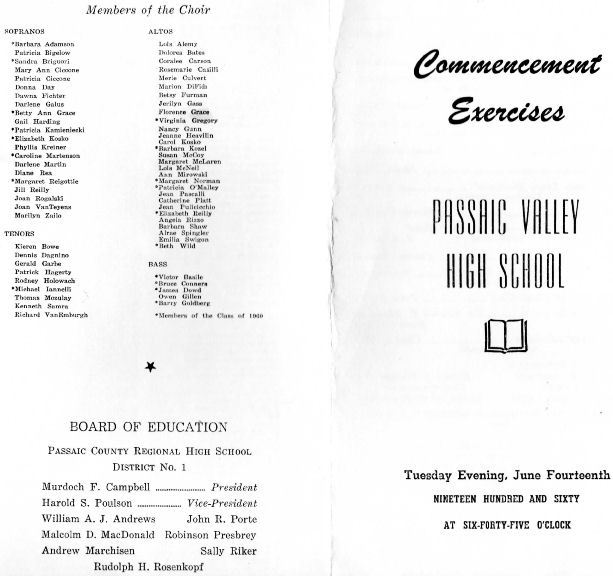 Members of the Choir
SOPRANOS
*Barbara Adamson
Patricia Bigelow
*Sandra Briguori
Mary Ann Ciccone
Patricia Ciccone
Donna Day
Dawna Fichter
Darlene Galus
*Betty Ann Grace
Gail Harding
*Patricia Kamienieski
*Elizabeth Kosko
Phyllis Kreiner
*Caroline Martenson
Darlene Martin
Diane Rea
*Margaret Reigottie
Jill Reilly
Joan Rogalski
Joan VanTeyens
Marilyn Zailo
TENORS
Kieren Bowe
Dennis Dagnino
Gerald Garbe
Patrick Hagerty
Rodney Holowach
*Michael Iannelli
Thomas Mozulay
Kenneth Samra
Richard VanEmburgh
ALTOS
Lois Alemy
Dolores Bates
Coralee Carson
Rosemarie Casilli
Merle Culvert
Marion DiFidi
Betsy Furman
Jerilyn Gass
Florence Grace
*Virginia Gregory
Nancy Gunn
Jeanne Heavilin
Carol Kosko
*Barbara Kozel
Susan McCoy
Margaret McLaren
Lois McNeil
Ann Mirowski
*Margaret Norman
*Patricia O'Malley
Jean Pascalli
Catherine Platt
Jean Pullicichio
*Elizabeth Reilly
Angela Rizzo
Barbara Shaw
Alrae Spingler
Emilia Swigon
*Beth Wild
BASS
*Victor Basile
*Bruce Conners
*James Dowd
Owen Gillen
*Barry Goldberg
*Members of the Class of 1960
BOARD OF EDUCATION
PASSAIC COUNTY REGIONAL HIGH SCHOOL
DISTRICT NO. 1
Murdoch F. Campbell ........................ President
Harold S. Poulson ................... Vice-President
William A. J. Andrews John R. Porte
Malcolm D. MacDonald Robinson Presbrey
Andrew Marchisen Sally Riker
Rudolph H. Rosenkopf
Commencement
Exercises
PASSAIC VALLEY
HIGH SCHOOL
Tuesday Evening, June Fourteenth
NINETEEN HUNDRED AND SIXTY
AT SIX-FORTY-FIVE O'CLOCK